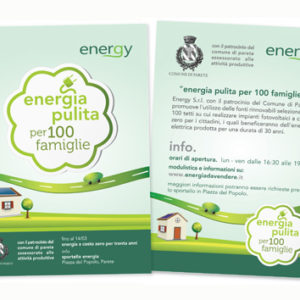 energy
energia
pulita
per 100
famiglie
con il patrocinio del
comune di parete
assessorato alle
attività produttive
fino al 14/03
energia a costo zero per trenta anni
info
sportello energia
Piazza del Popolo, Parete
COMUNE DI PARETE
con il patrocinio del
comune di parete
assessorato alle
attività produttive
energy
"energia pulita per 100 famiglie
Energy S.r.l. con il patrocinio del Comune di Pa
promuove l'utilizzo delle fonti rinnovabili selezion
100 tetti su cui realizzare impianti fotovoltaici a c
zero per i cittadini, i quali beneficeranno dell'ene
elettrica prodotta per una durata di 30 anni.
info.
orari di apertura. lun - ven dalle 16:30 alle 19
modulistica e informazioni su:
www.energiadavendere.it
maggiori informazioni potranno essere richieste pre
lo sportello in Piazza del Popolo.
energia
pulita
per 100
famiglie